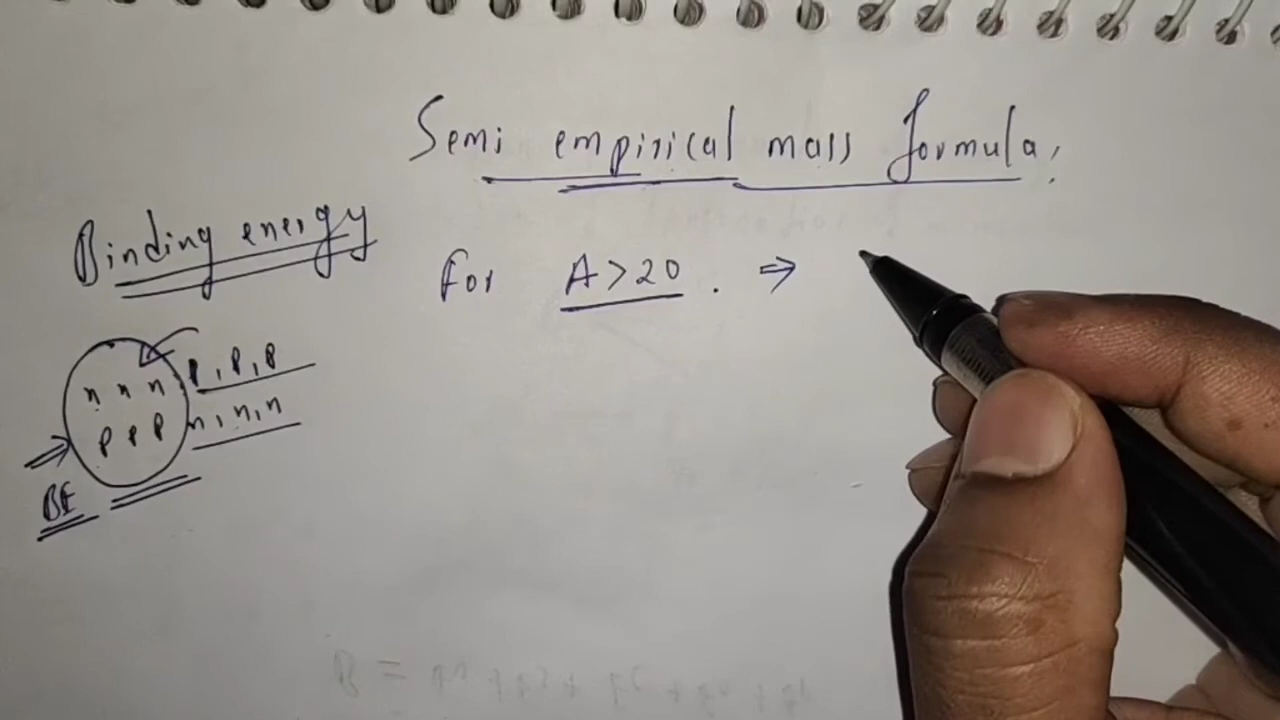 Semi empirical mass formula,
Binding energy
For A > 20 . ⇒
n n n P, P, P
P P P n, n, n
BE